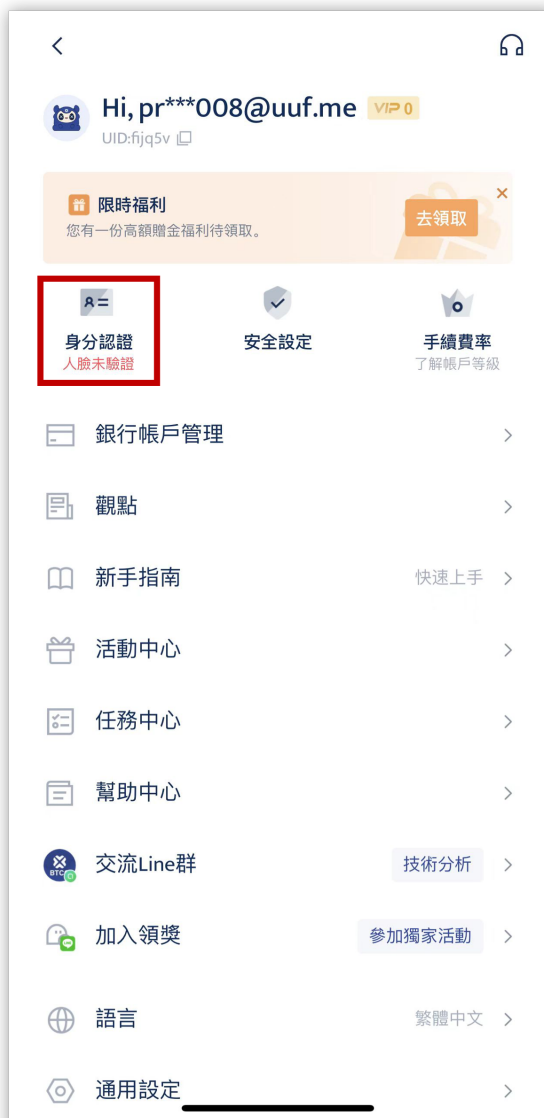 Hi, pr***008@uuf.me VIP 0
UID:fijq5v
限時福利
您有一份高額贈金福利待領取。
去領取
身分認證
人臉未驗證
安全設定
手續費率
了解帳戶等級
銀行帳戶管理
觀點
新手指南 快速上手
活動中心
任務中心
幫助中心
交流Line群 技術分析
加入領獎 參加獨家活動
語言 繁體中文
通用設定